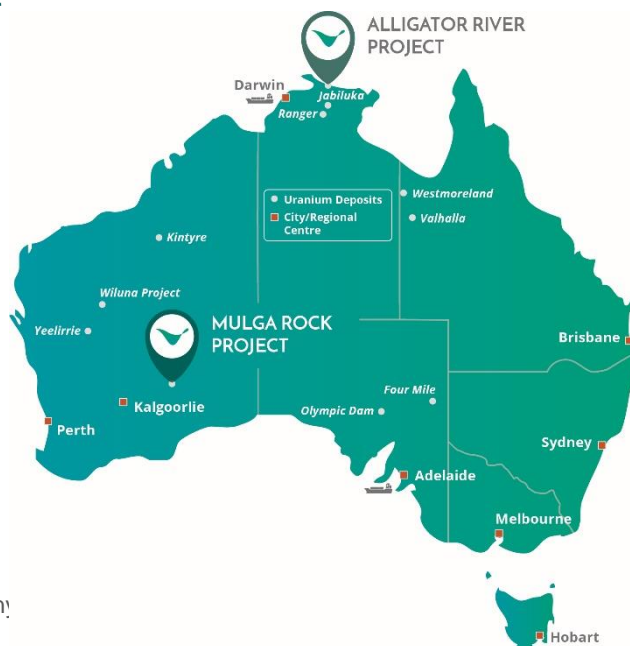 ALLIGATOR RIVER
PROJECT
Darwin
Jabiluka
Ranger
Uranium Deposits
City/Regional
Centre
Westmoreland
Valhalla
Kintyre
Wiluna Project
Yeelirrie
MULGA ROCK
PROJECT
Brisbane
Four Mile
Olympic Dam
Kalgoorlie
Perth
Sydney
Adelaide
Melbourne
Hobart